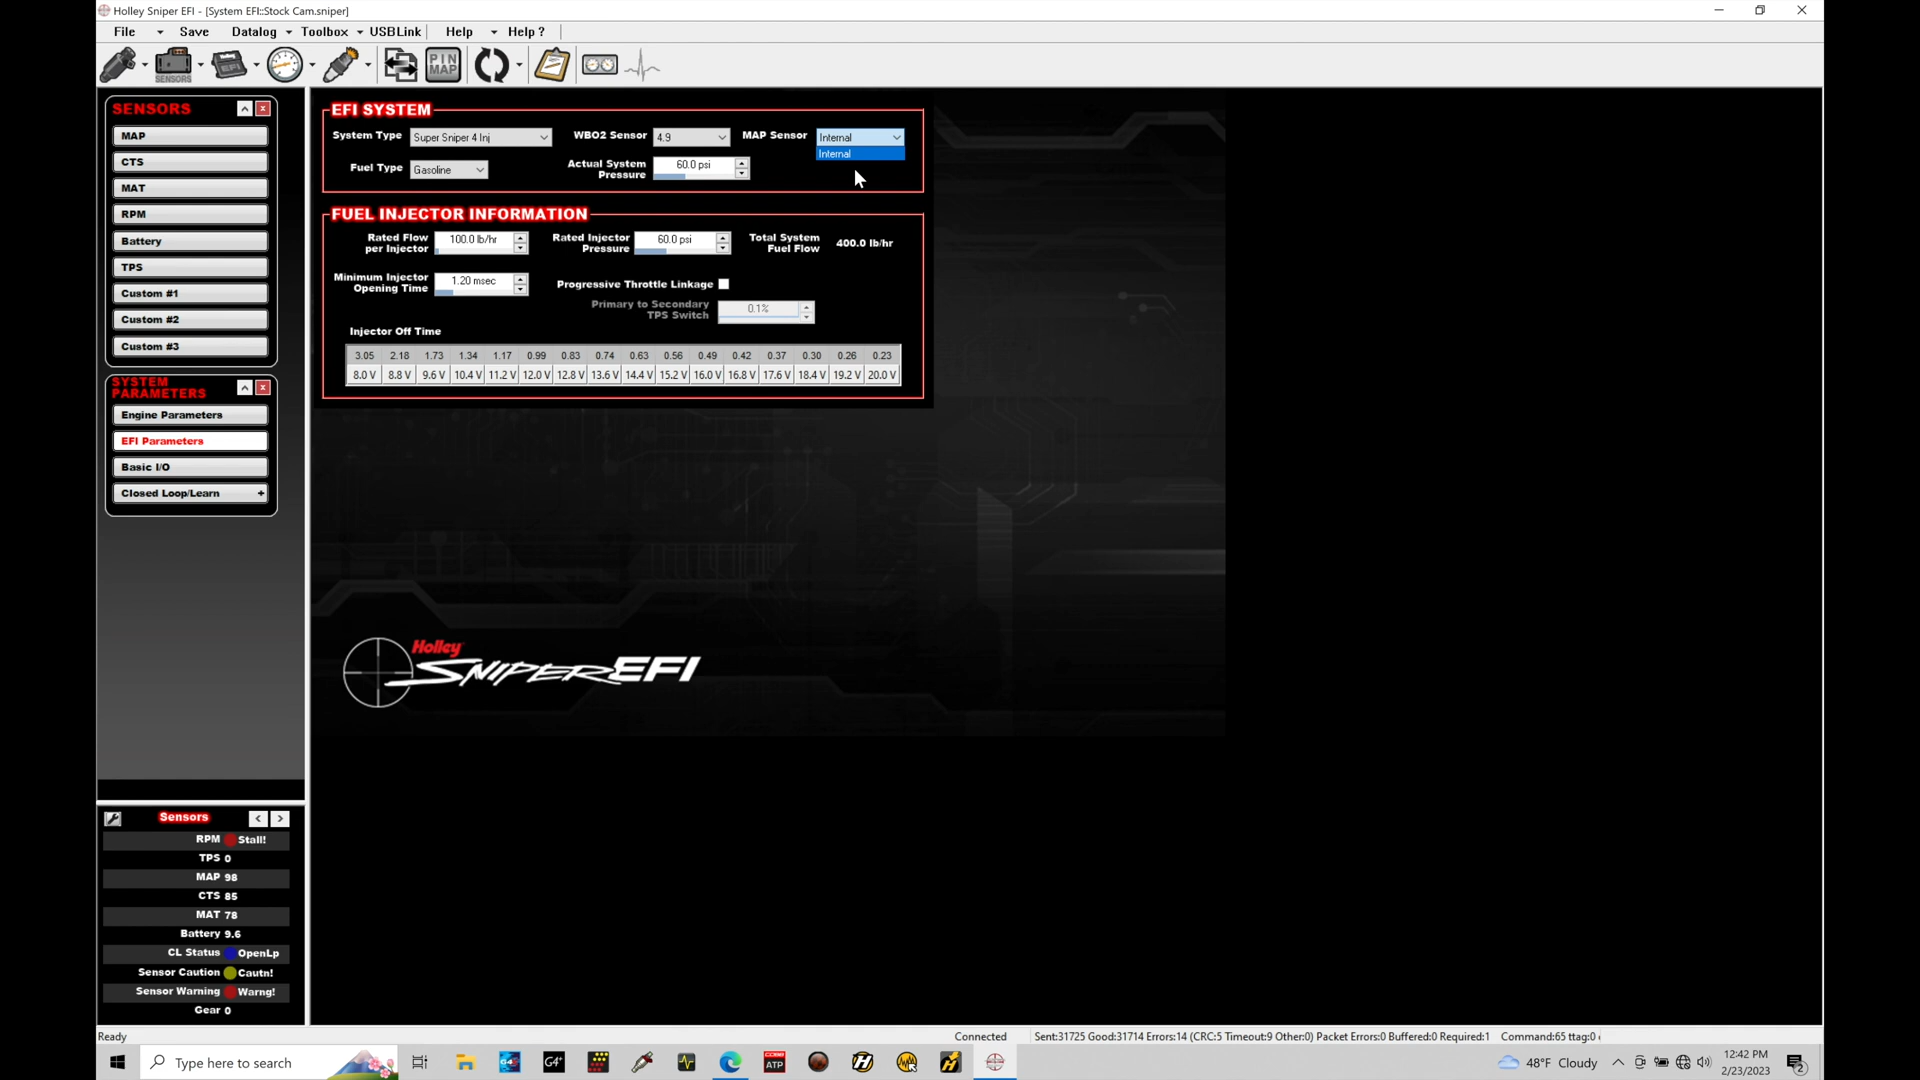 Holley Sniper EFI - [System EFI::Stock Cam.sniper]
File Save Datalog Toolbox USBLink Help Help ?
SENSORS
PIN MAP
SENSORS
MAP
CTS
MAT
RPM
Battery
TPS
Custom #1
Custom #2
Custom #3
SYSTEM
PARAMETERS
Engine Parameters
EFI Parameters
Basic I/O
Closed Loop/Learn +
EFI SYSTEM
System Type Super Sniper 4 Inj WBO2 Sensor 4.9 MAP Sensor Internal
Internal
Fuel Type Gasoline Actual System Pressure 60.0 psi
FUEL INJECTOR INFORMATION
Rated Flow per Injector 100.0 lb/hr Rated Injector Pressure 60.0 psi Total System Fuel Flow 400.0 lb/hr
Minimum Injector Opening Time 1.20 msec Progressive Throttle Linkage
Primary to Secondary TPS Switch 0.1%
Injector Off Time
3.05 2.18 1.73 1.34 1.17 0.99 0.83 0.74 0.63 0.56 0.49 0.42 0.37 0.30 0.26 0.23
8.0 V 8.8 V 9.6 V 10.4 V 11.2 V 12.0 V 12.8 V 13.6 V 14.4 V 15.2 V 16.0 V 16.8 V 17.6 V 18.4 V 19.2 V 20.0 V
Holley
SNIPER EFI
Sensors < >
RPM Stall!
TPS 0
MAP 98
CTS 85
MAT 78
Battery 9.6
CL Status OpenLp
Sensor Caution Cautn!
Sensor Warning Warng!
Gear 0
Ready Connected Sent:31725 Good:31714 Errors:14 (CRC:5 Timeout:9 Other:0) Packet Errors:0 Buffered:0 Required:1 Command:65 ttag:0
Type here to search G4+ COBB ATP 48°F Cloudy 12:42 PM
2/23/2023 2